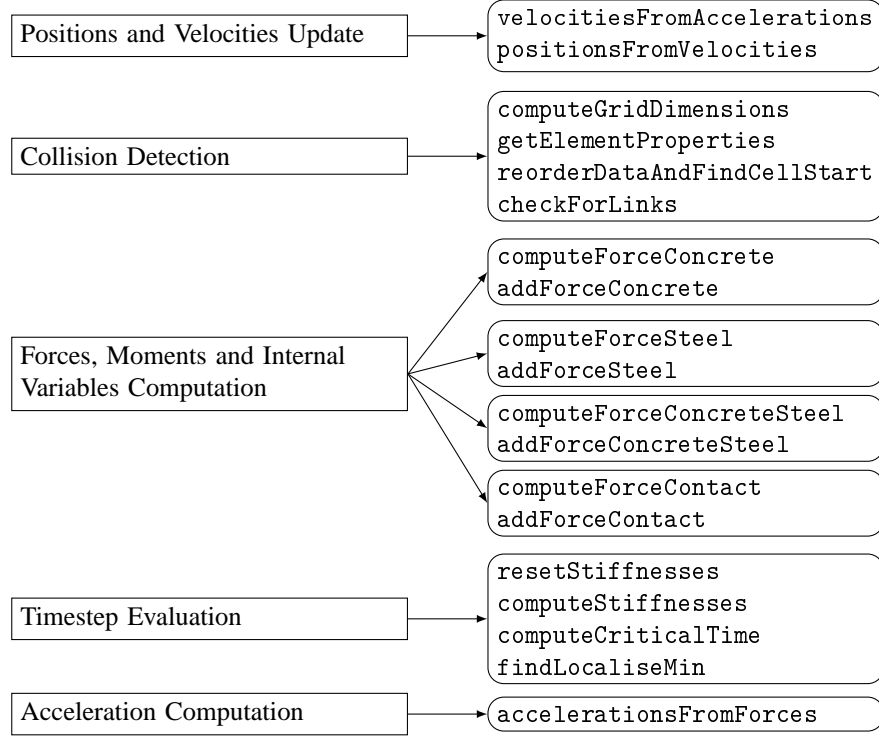 Positions and Velocities Update
velocitiesFromAccelerations
positionsFromVelocities
Collision Detection
computeGridDimensions
getElementProperties
reorderDataAndFindCellStart
checkForLinks
Forces, Moments and Internal
Variables Computation
computeForceConcrete
addForceConcrete
computeForceSteel
addForceSteel
computeForceConcreteSteel
addForceConcreteSteel
computeForceContact
addForceContact
Timestep Evaluation
resetStiffnesses
computeStiffnesses
computeCriticalTime
findLocaliseMin
Acceleration Computation
accelerationsFromForces